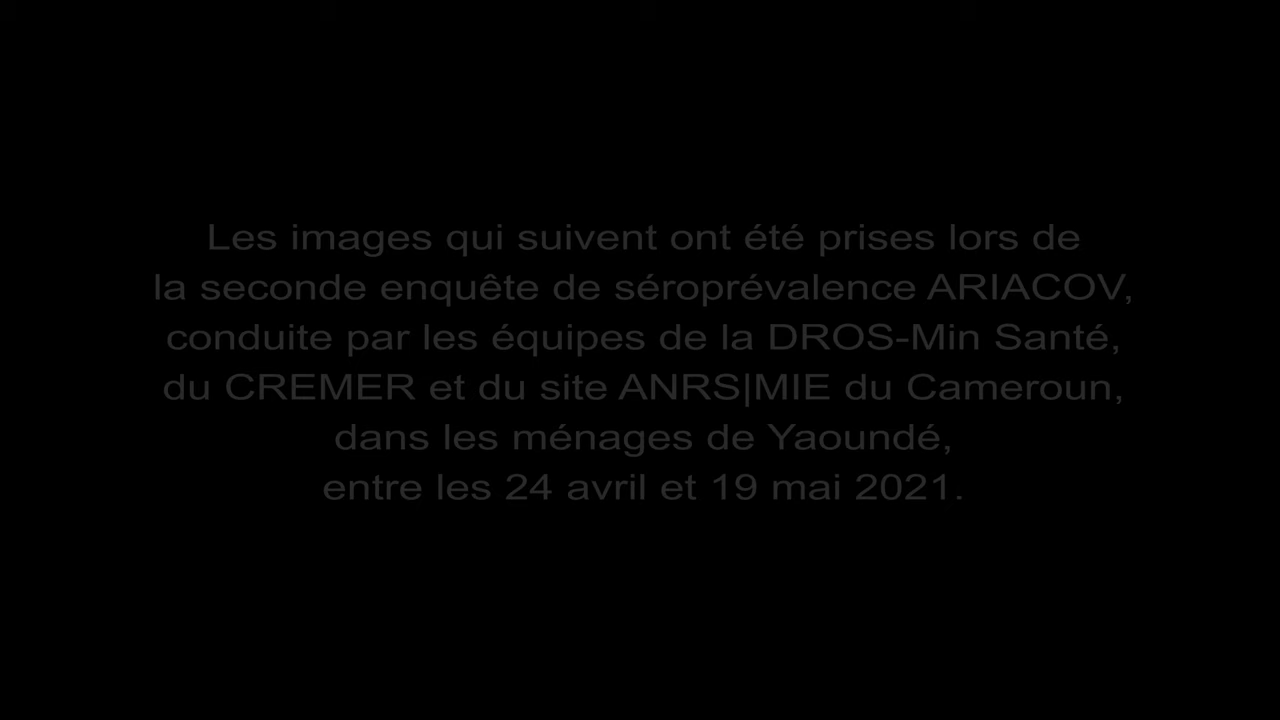 Les images qui suivent ont été prises lors de
la seconde enquête de séroprévalence ARIACOV,
conduite par les équipes de la DROS-Min Santé,
du CREMER et du site ANRS|MIE du Cameroun,
dans les ménages de Yaoundé,
entre les 24 avril et 19 mai 2021.